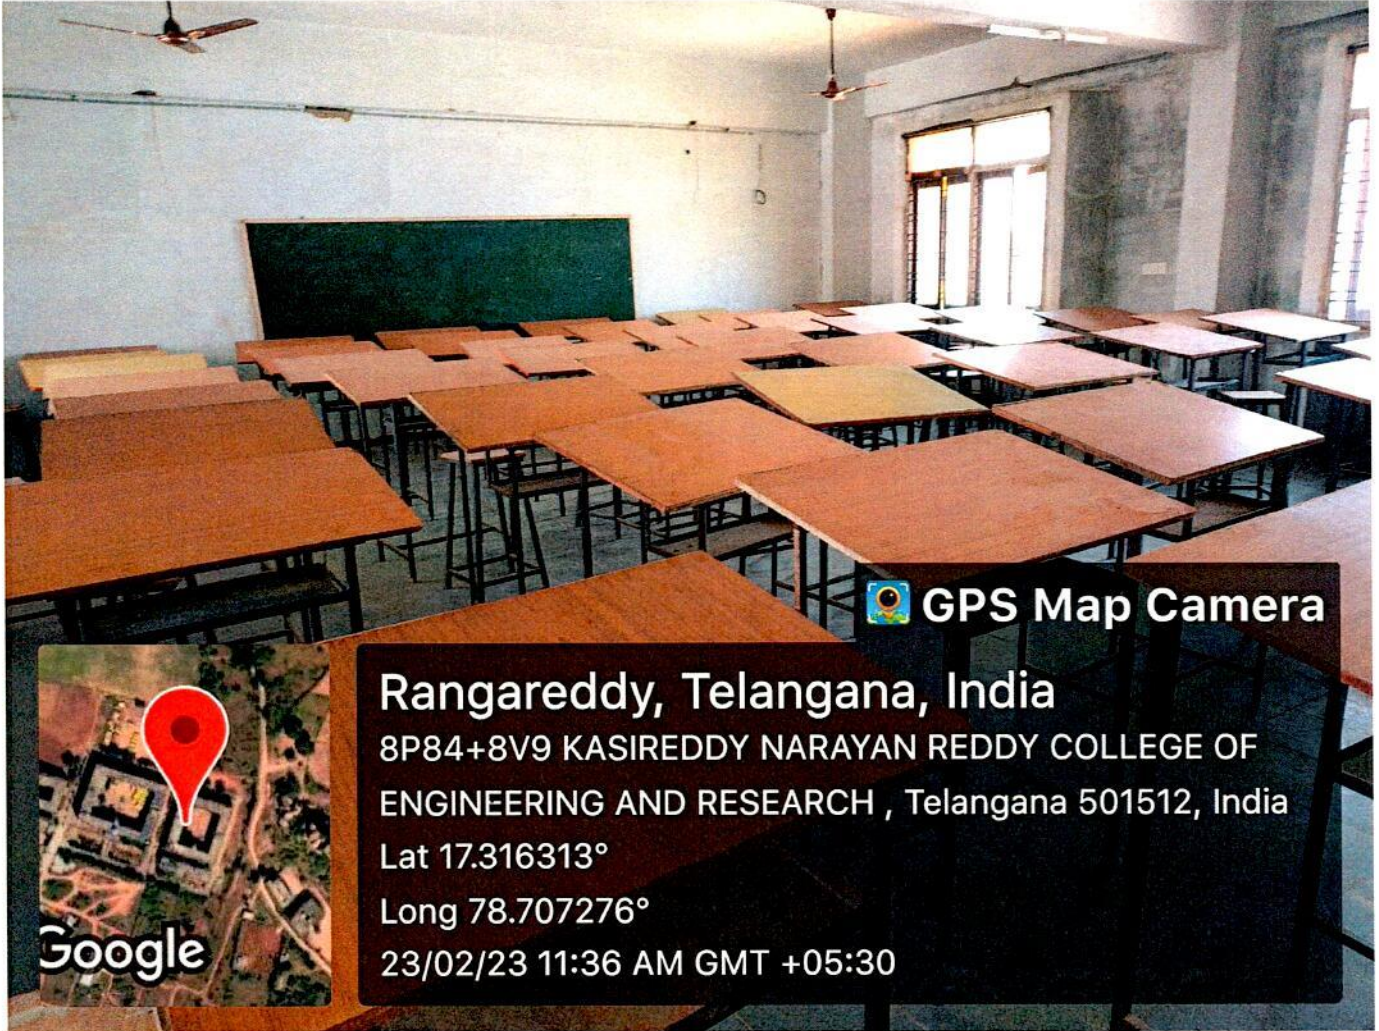 GPS Map Camera
Rangareddy, Telangana, India
8P84+8V9 KASIREDDY NARAYAN REDDY COLLEGE OF
ENGINEERING AND RESEARCH , Telangana 501512, India
Lat 17.316313°
Long 78.707276°
23/02/23 11:36 AM GMT +05:30
Google